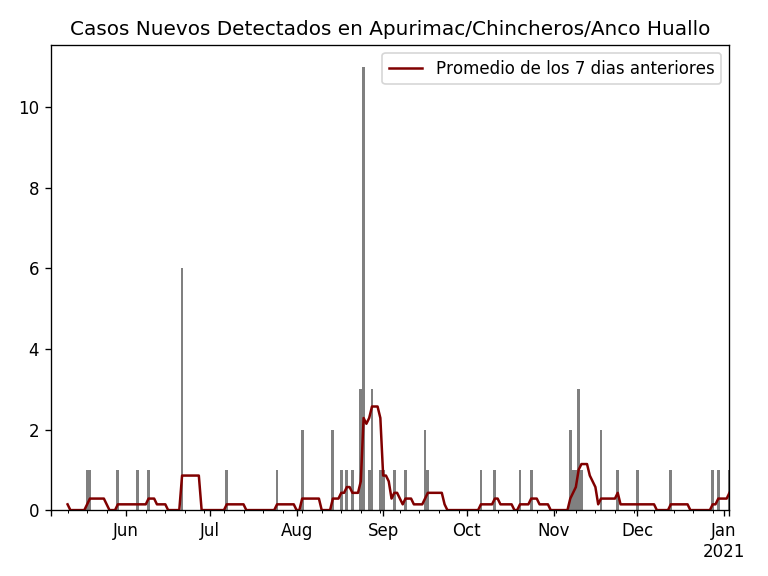 Casos Nuevos Detectados en Apurimac/Chincheros/Anco Huallo
Promedio de los 7 dias anteriores
10
8
6
4
2
0
Jun Jul Aug Sep Oct Nov Dec Jan
2021